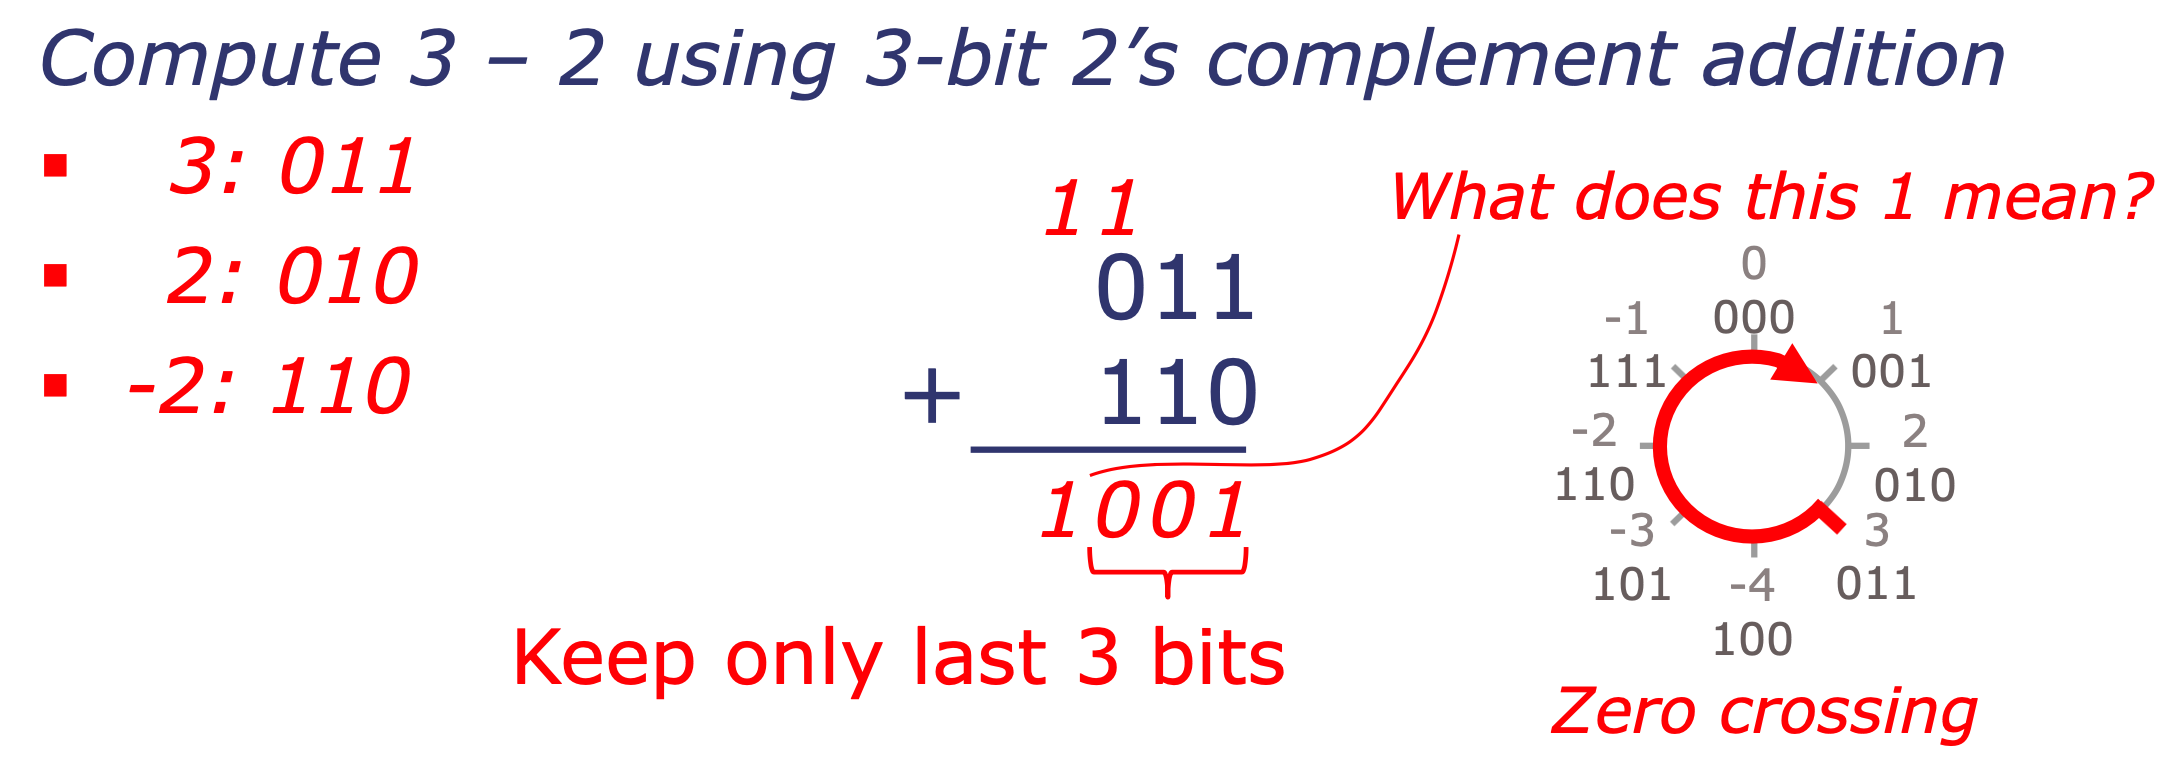 Compute 3 – 2 using 3-bit 2’s complement addition
▪ 3: 011
▪ 2: 010
▪ -2: 110
11
011
+ 110
1001
Keep only last 3 bits
What does this 1 mean?
0
000
-1
111
1
001
-2
110
2
010
-3
101
3
011
-4
100
Zero crossing